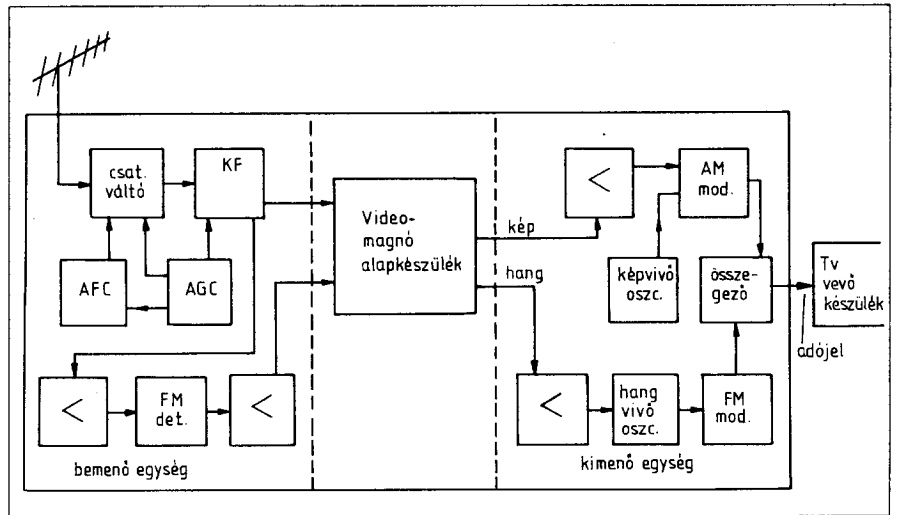 csat.
váltó
KF
AFC
AGC
<
FM
det.
<
bemenő egység
Video-
magnó
alapkészülék
kép
hang
<
AM
mod.
képvivő
oszc.
össze-
gező
<
hang
vivő
oszc.
FM
mod.
kimenő egység
adójel
Tv
vevő
készülék